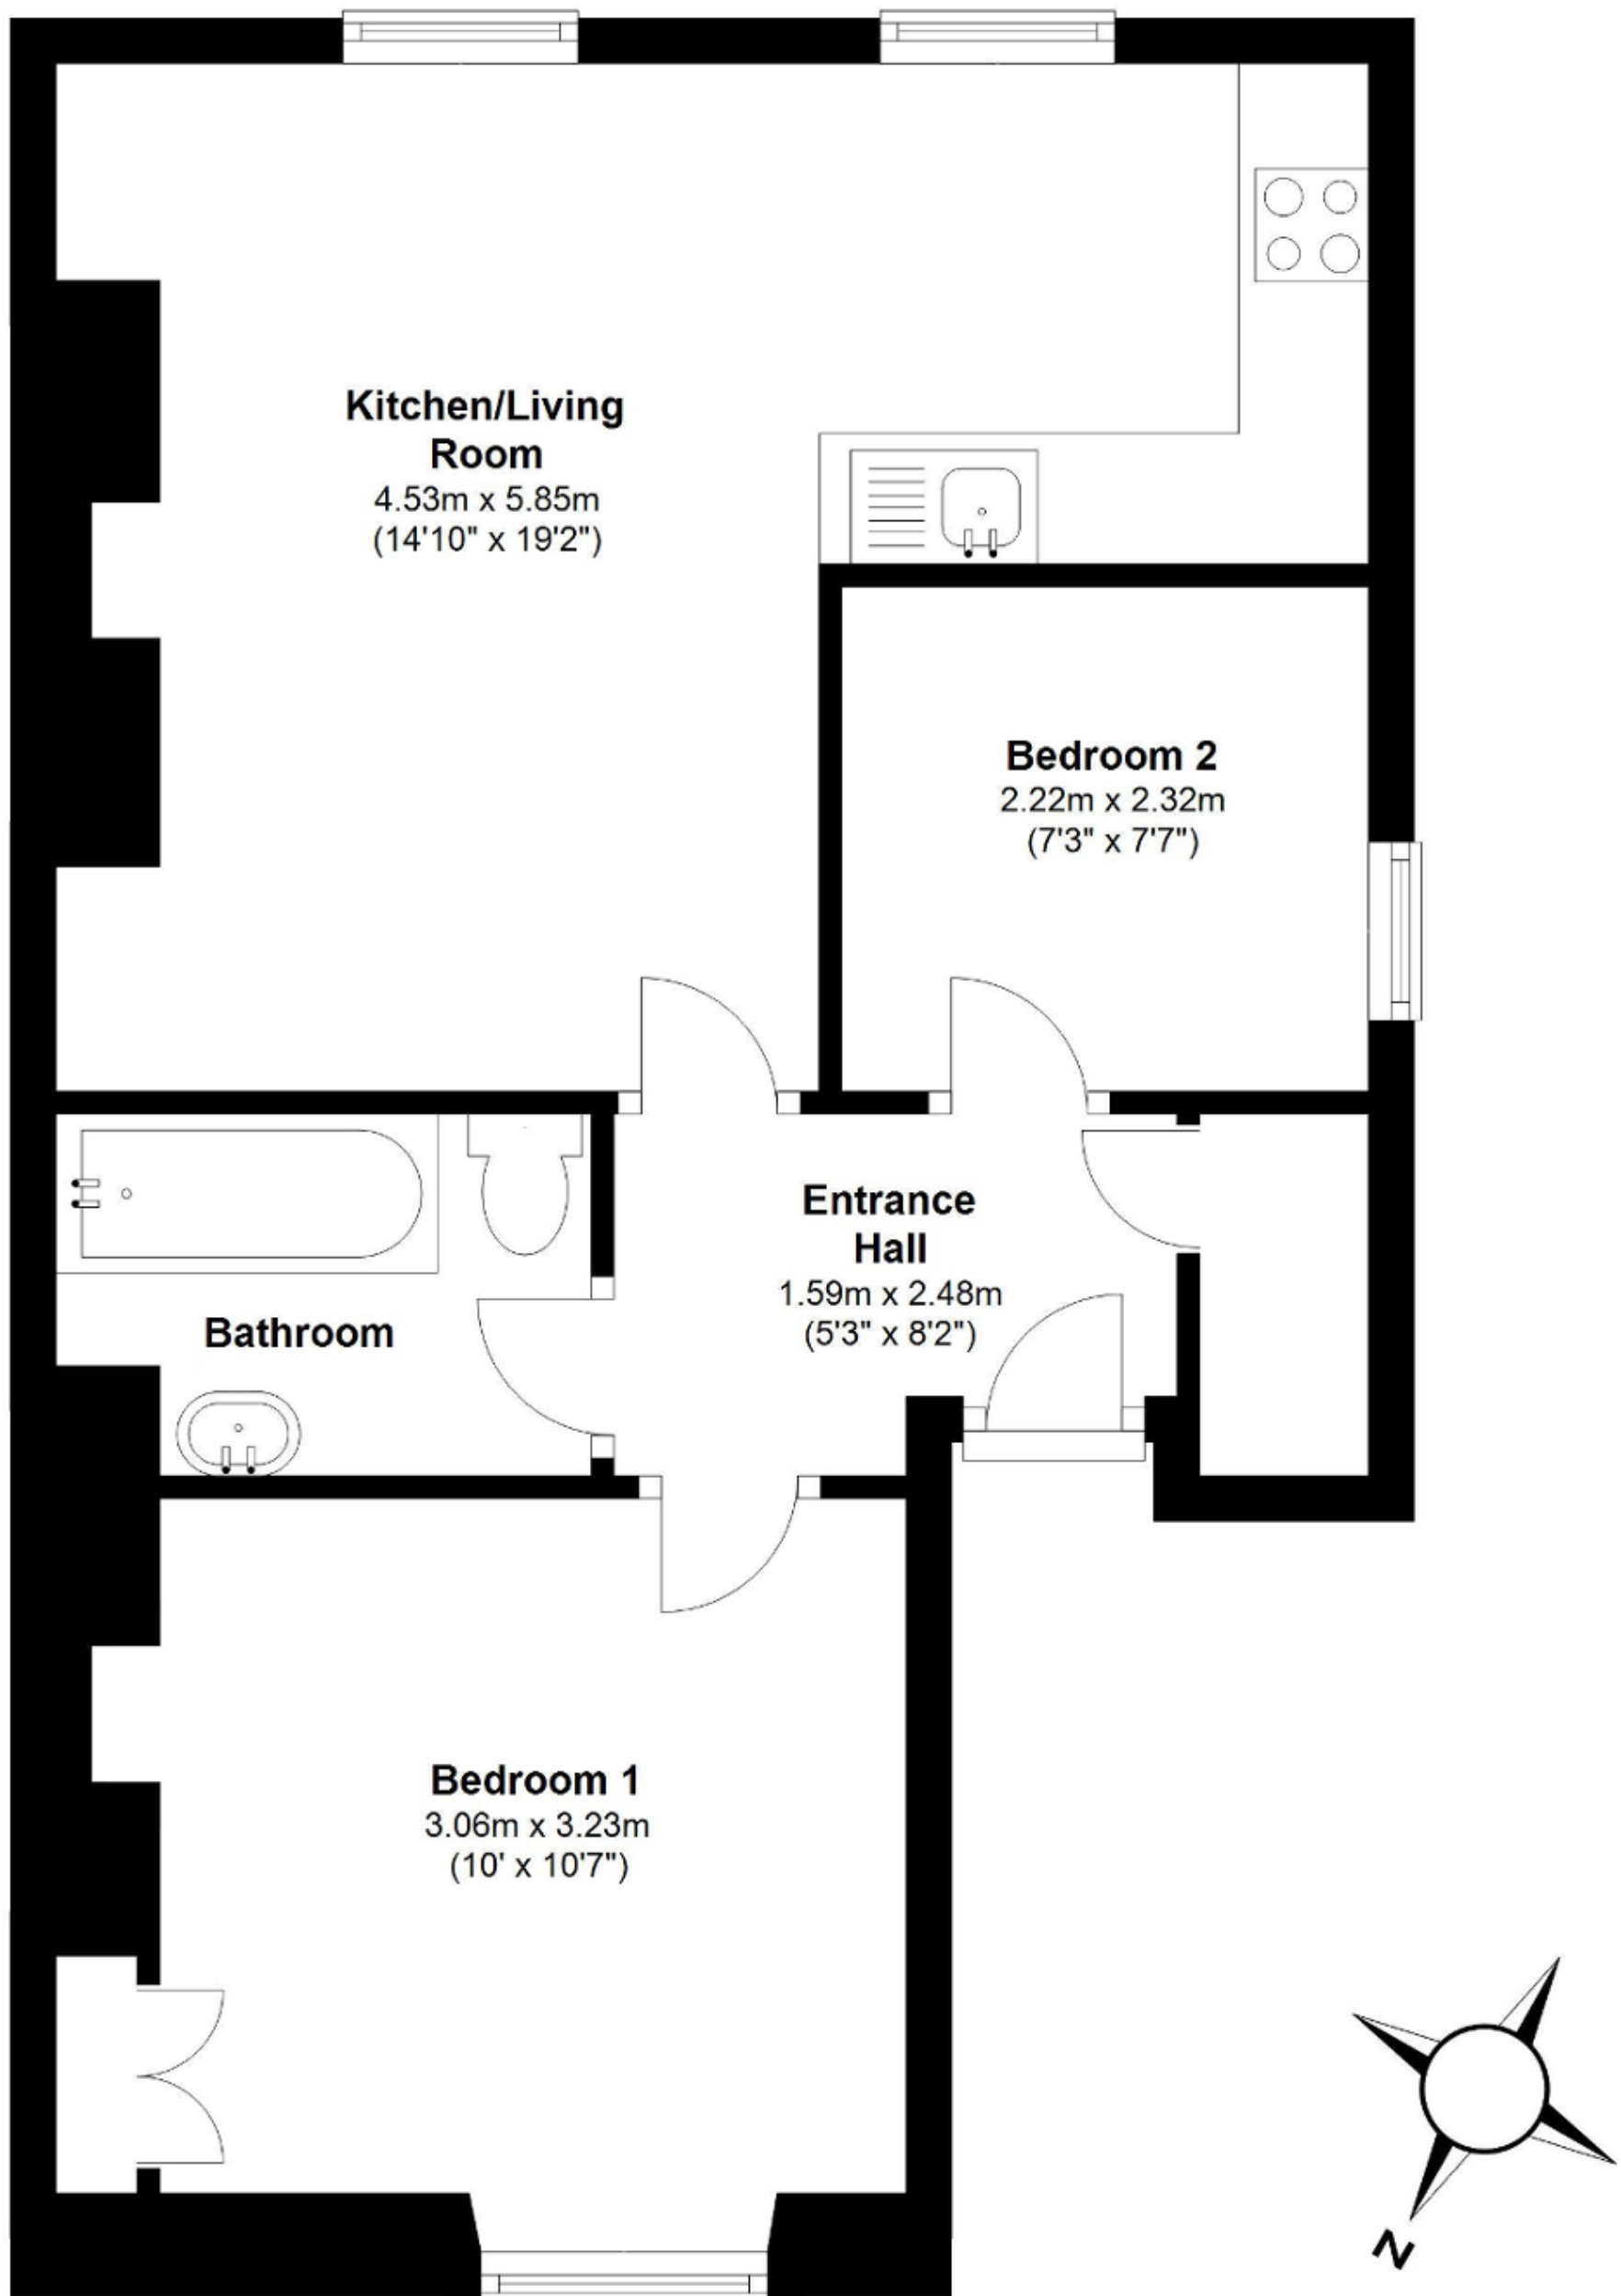 Kitchen/Living
Room
4.53m x 5.85m
(14'10" x 19'2")
Bedroom 2
2.22m x 2.32m
(7'3" x 7'7")
Entrance
Hall
1.59m x 2.48m
(5'3" x 8'2")
Bathroom
Bedroom 1
3.06m x 3.23m
(10' x 10'7")
N